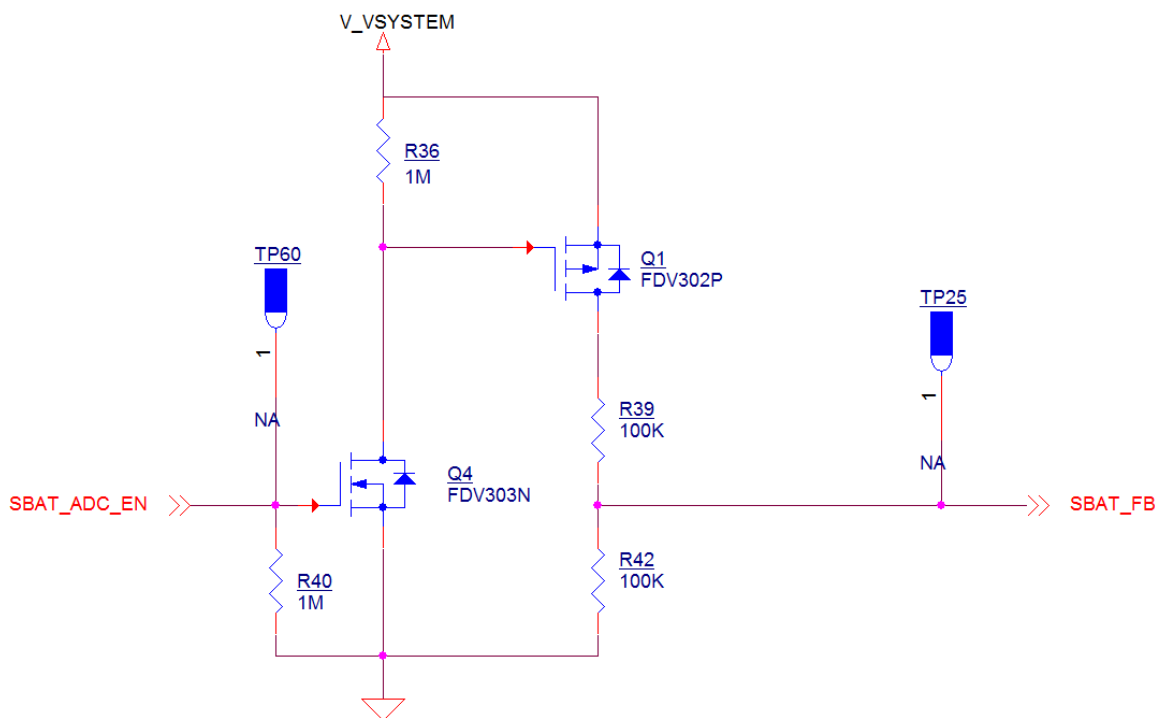 V_VSYSTEM
R36
1M
TP60
1
NA
Q1
FDV302P
TP25
1
NA
R39
100K
Q4
FDV303N
SBAT_ADC_EN
SBAT_FB
R40
1M
R42
100K